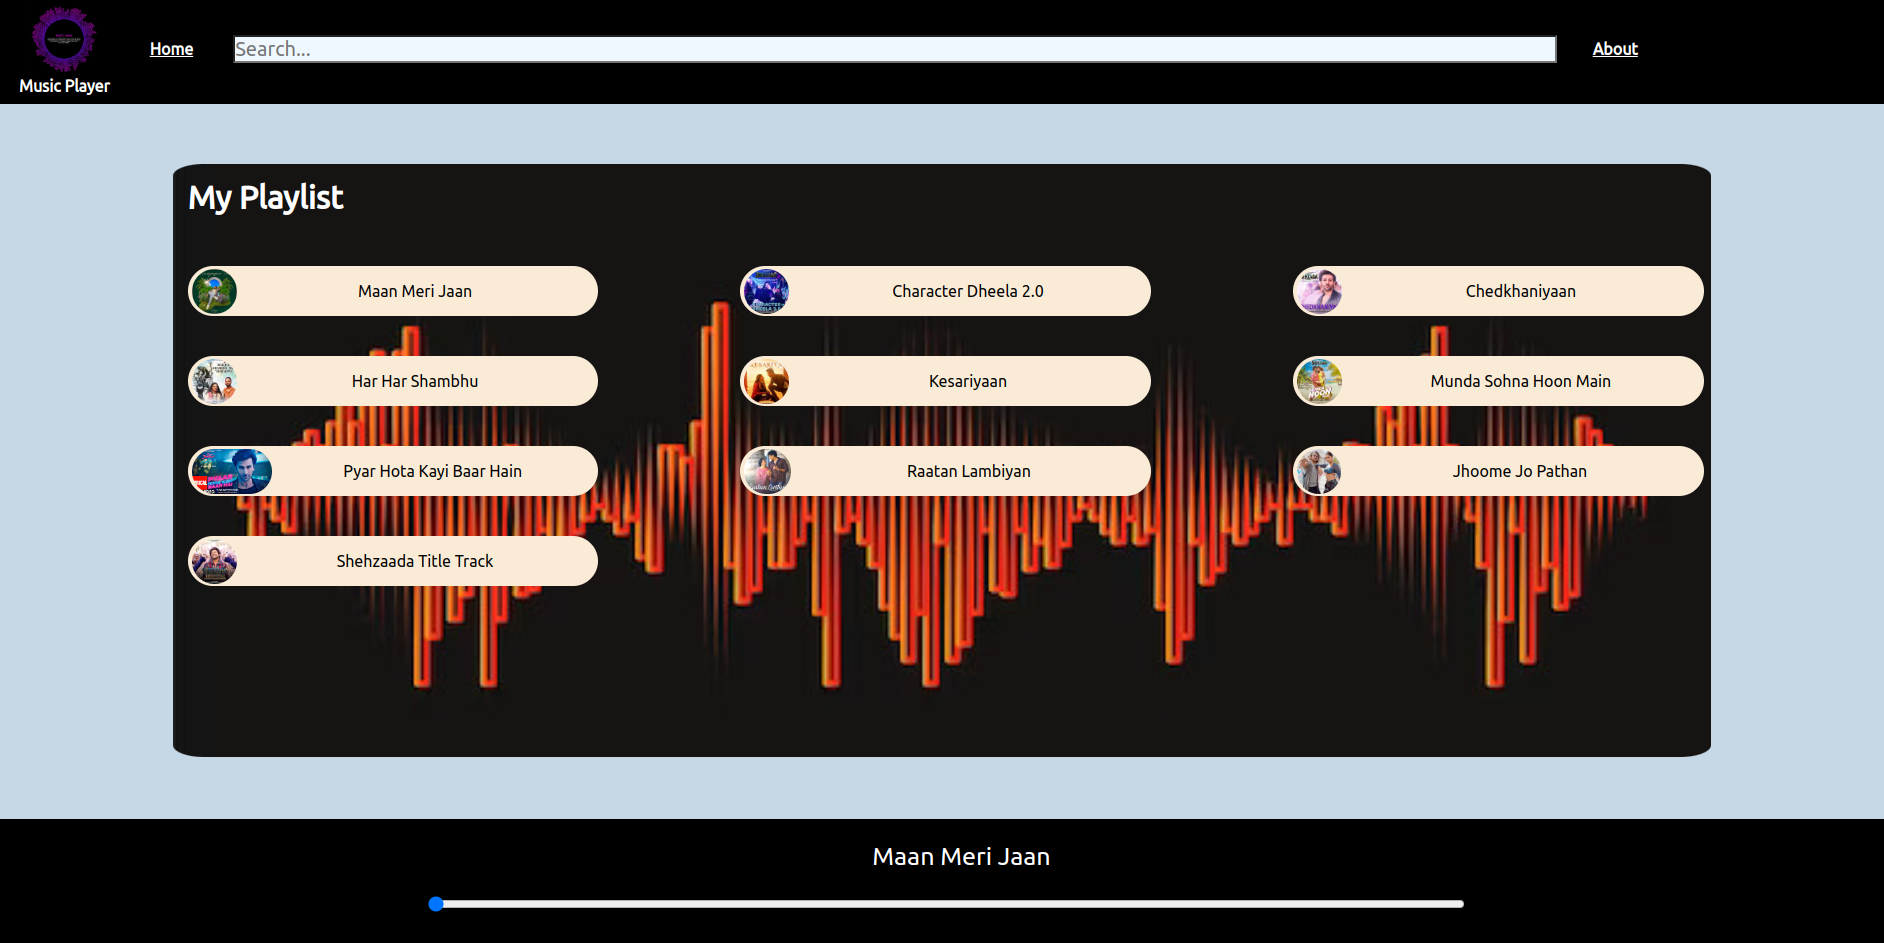 Music Player
Home
Search...
About
My Playlist
Maan Meri Jaan
Character Dheela 2.0
Chedkhaniyaan
Har Har Shambhu
Kesariyaan
Munda Sohna Hoon Main
Pyar Hota Kayi Baar Hain
Raatan Lambiyan
Jhoome Jo Pathan
Shehzaada Title Track
Maan Meri Jaan